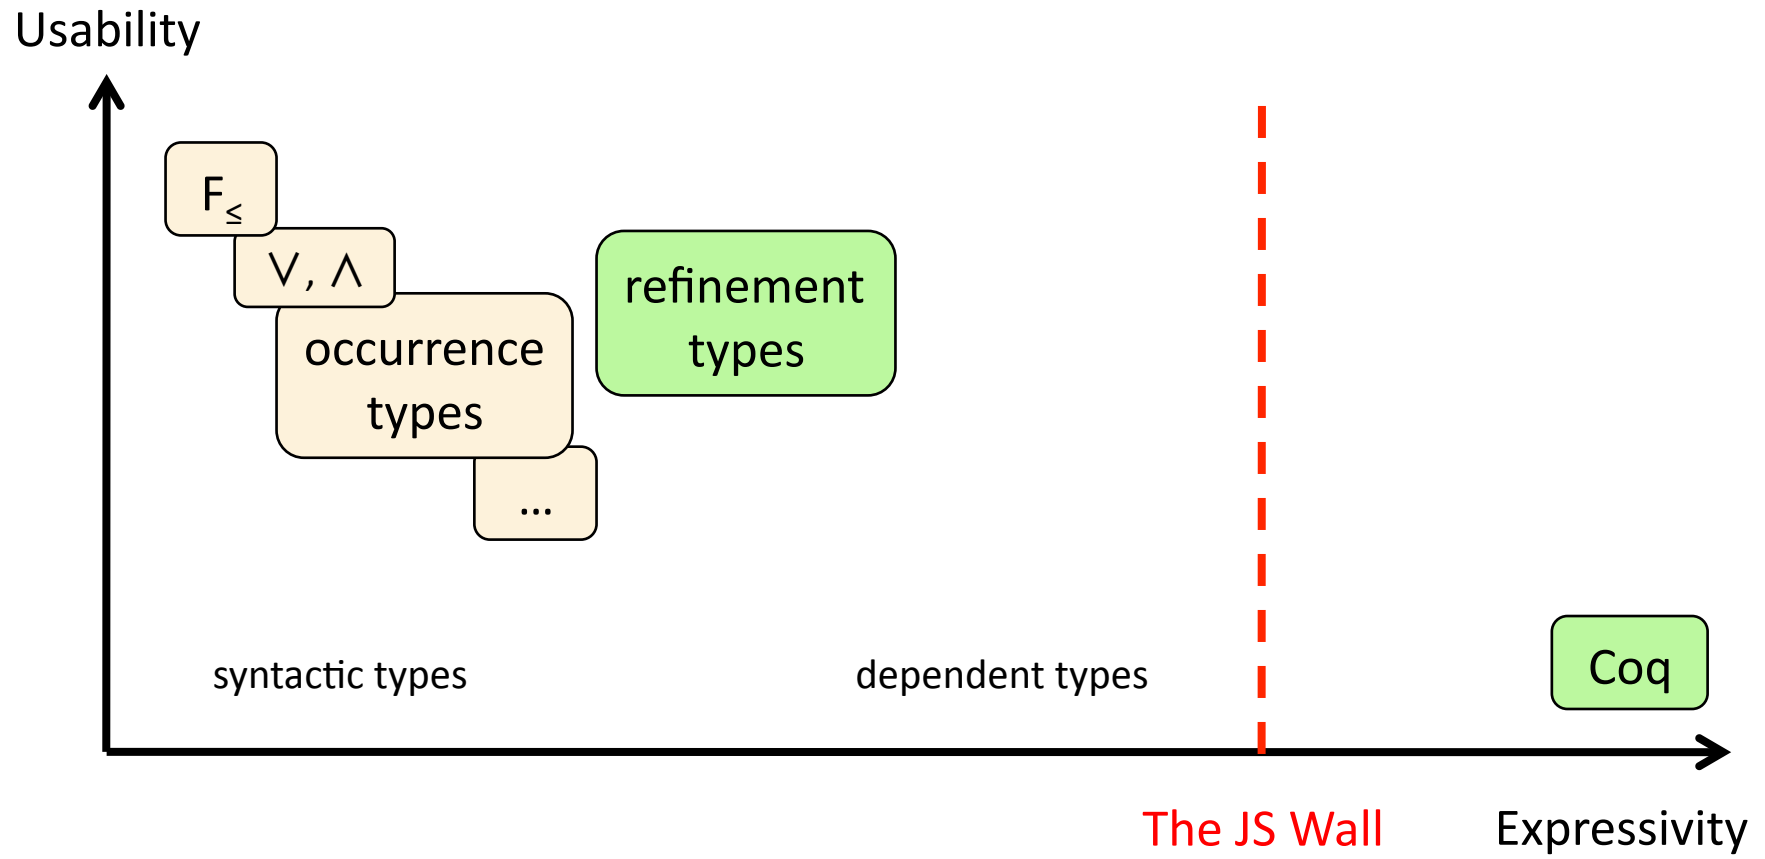 Usability
F≤
∨, ∧
occurrence
types
refinement
types
...
syntactic types
dependent types
Coq
The JS Wall
Expressivity